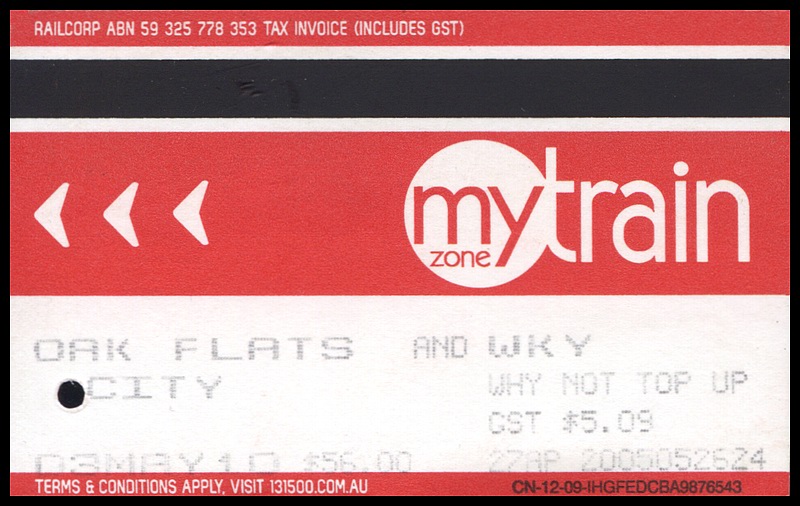 RAILCORP ABN 59 325 778 353 TAX INVOICE (INCLUDES GST)
my train
zone
OAK FLATS AND WKY
CITY WHY NOT TOP UP
GST $5.09
03MAY10 $56.00 27AP 2005052624
TERMS & CONDITIONS APPLY, VISIT 131500.COM.AU CN-12-09-IHGFEDCBA9876543